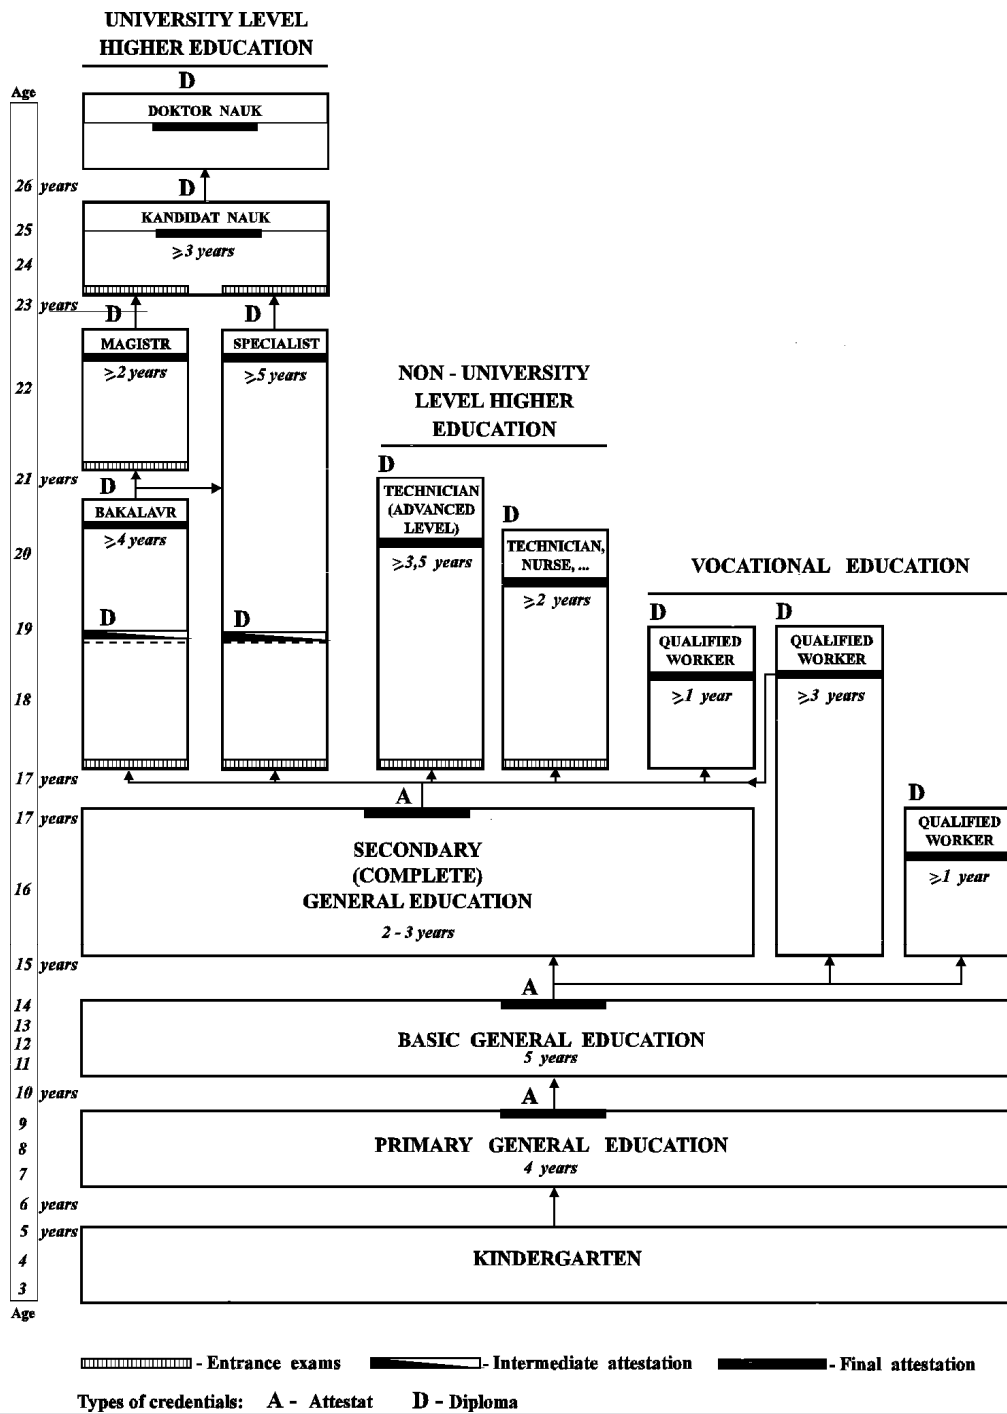 UNIVERSITY LEVEL
HIGHER EDUCATION
D
Age
DOKTOR NAUK
26 years
D
KANDIDAT NAUK
25
⩾3 years
24
23 years
D
D
MAGISTR
SPECIALIST
⩾2 years
⩾5 years
22
NON - UNIVERSITY
LEVEL HIGHER
EDUCATION
21 years
D
D
TECHNICIAN
(ADVANCED
LEVEL)
BAKALAVR
⩾4 years
D
20
⩾3,5 years
TECHNICIAN,
NURSE, ...
⩾2 years
VOCATIONAL EDUCATION
19
D
D
D
D
QUALIFIED
WORKER
QUALIFIED
WORKER
18
⩾1 year
⩾3 years
17 years
A
D
17 years
QUALIFIED
WORKER
⩾1 year
SECONDARY
(COMPLETE)
GENERAL EDUCATION
16
2 - 3 years
15 years
A
14
13
12
11
BASIC GENERAL EDUCATION
5 years
10 years
A
9
8
7
PRIMARY GENERAL EDUCATION
4 years
6 years
5 years
4
3
KINDERGARTEN
Age
- Entrance exams - Intermediate attestation - Final attestation
Types of credentials: A - Attestat D - Diploma